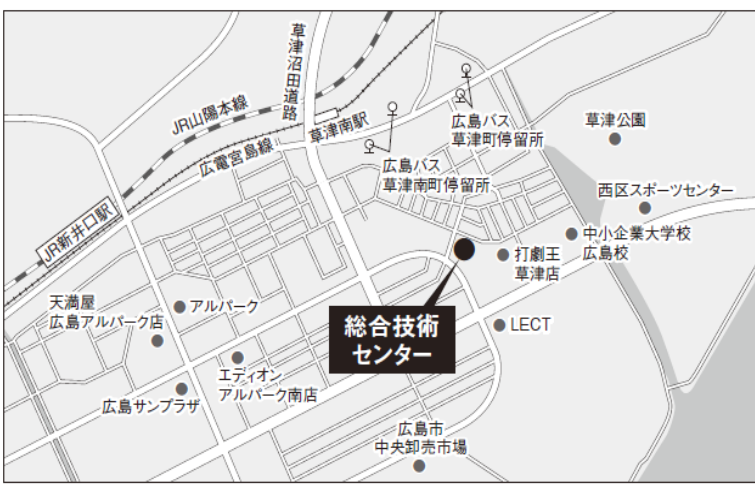 草津沼田道路
JR山陽本線
広電宮島線
草津南駅
広島バス
草津町停留所
広島バス
草津南町停留所
草津公園
西区スポーツセンター
中小企業大学校
広島校
打劇王
草津店
JR新井口駅
天満屋
広島アルパーク店
アルパーク
総合技術
センター
LECT
エディオン
アルパーク南店
広島サンプラザ
広島市
中央卸売市場